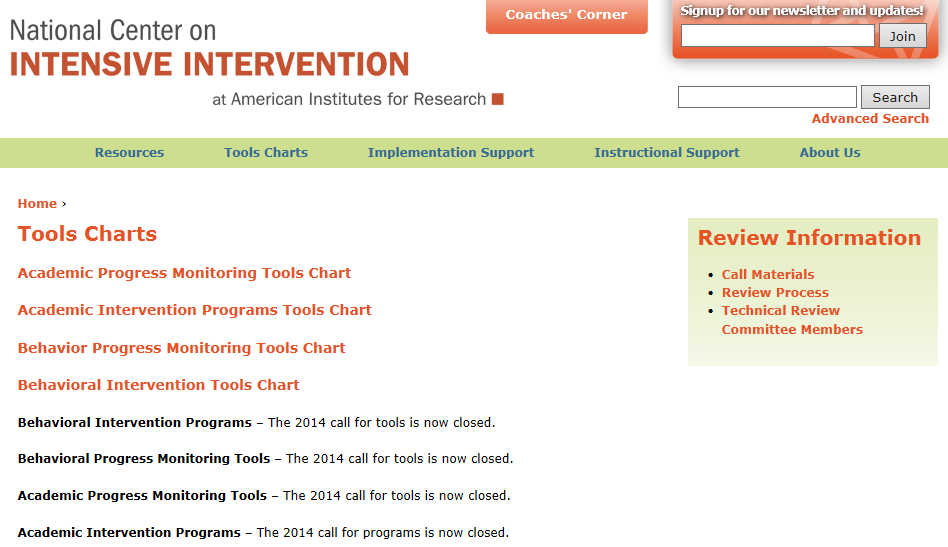 National Center on
INTENSIVE INTERVENTION
at American Institutes for Research
Coaches' Corner
Signup for our newsletter and updates!
Join
Search
Advanced Search
Resources Tools Charts Implementation Support Instructional Support About Us
Home ›
Tools Charts
Academic Progress Monitoring Tools Chart
Academic Intervention Programs Tools Chart
Behavior Progress Monitoring Tools Chart
Behavioral Intervention Tools Chart
Behavioral Intervention Programs – The 2014 call for tools is now closed.
Behavioral Progress Monitoring Tools – The 2014 call for tools is now closed.
Academic Progress Monitoring Tools – The 2014 call for tools is now closed.
Academic Intervention Programs – The 2014 call for programs is now closed.
Review Information
• Call Materials
• Review Process
• Technical Review
Committee Members